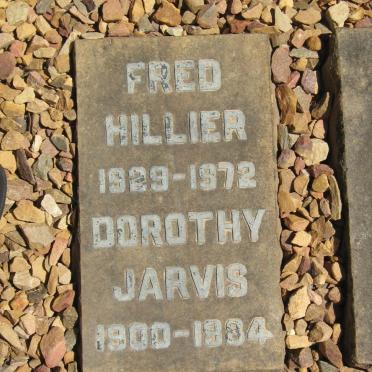 FRED
HILLIER
1929-1972
DOROTHY
JARVIS
1900-1984